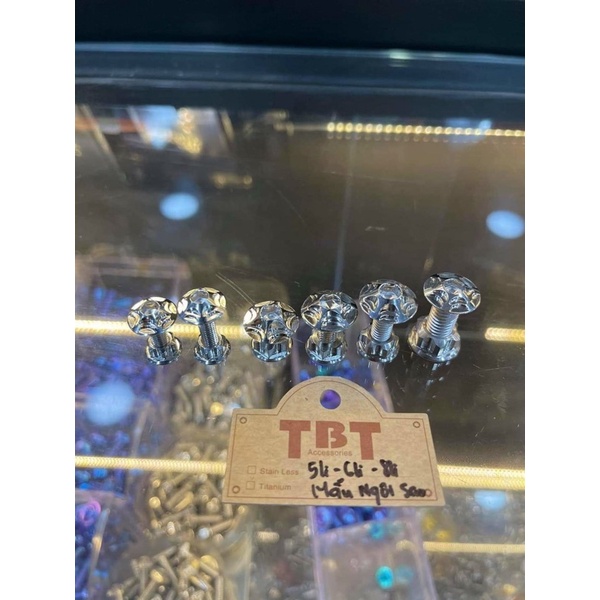 TBT
Accessories
Stain Less 5li - 6li - 8li
Titanium Mẫu Ngôi Sao